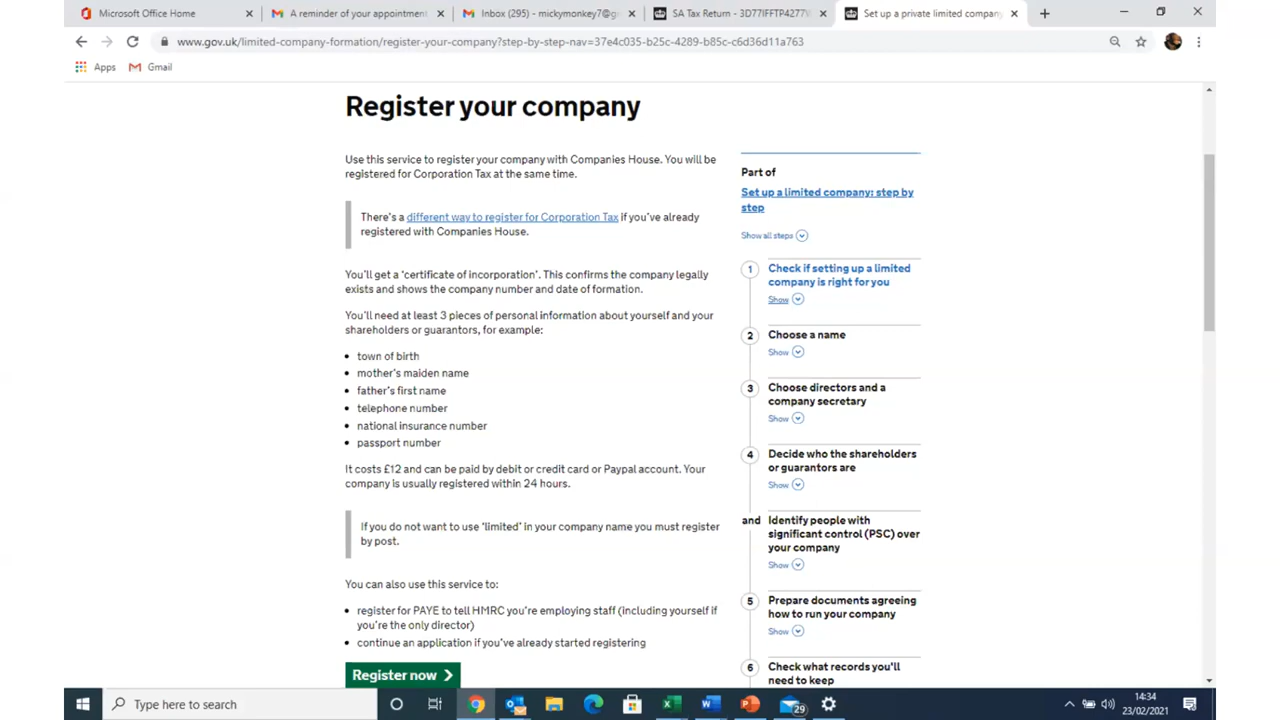 Microsoft Office Home
A reminder of your appointment
Inbox (295) - mickymonkey7@g
SA Tax Return
Set up a private limited company
www.gov.uk/limited-company-formation/register-your-company?step-by-step-nav=37e4c035-b25c-4289-b85c-c6d36d11a763
Apps
Gmail
Register your company
Use this service to register your company with Companies House. You will be
registered for Corporation Tax at the same time.
There's a different way to register for Corporation Tax if you've already
registered with Companies House.
You'll get a 'certificate of incorporation'. This confirms the company legally
exists and shows the company number and date of formation.
You'll need at least 3 pieces of personal information about yourself and your
shareholders or guarantors, for example:
• town of birth
• mother's maiden name
• father's first name
• telephone number
• national insurance number
• passport number
It costs £12 and can be paid by debit or credit card or Paypal account. Your
company is usually registered within 24 hours.
If you do not want to use 'limited' in your company name you must register
by post.
You can also use this service to:
• register for PAYE to tell HMRC you're employing staff (including yourself if
you're the only director)
• continue an application if you've already started registering
Register now
Part of
Set up a limited company: step by
step
Show all steps
1 Check if setting up a limited
company is right for you
Show
2 Choose a name
Show
3 Choose directors and a
company secretary
Show
4 Decide who the shareholders
or guarantors are
Show
and Identify people with
significant control (PSC) over
your company
Show
5 Prepare documents agreeing
how to run your company
Show
6 Check what records you'll
need to keep
Type here to search
29
14:34
23/02/2021